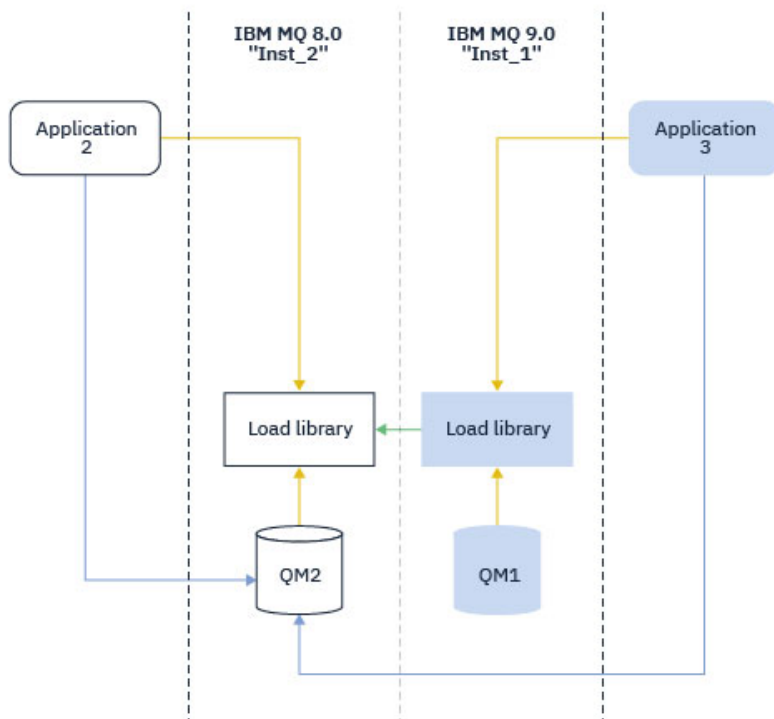 IBM MQ 8.0
"Inst_2"
IBM MQ 9.0
"Inst_1"
Application
2
Application
3
Load library
Load library
QM2
QM1